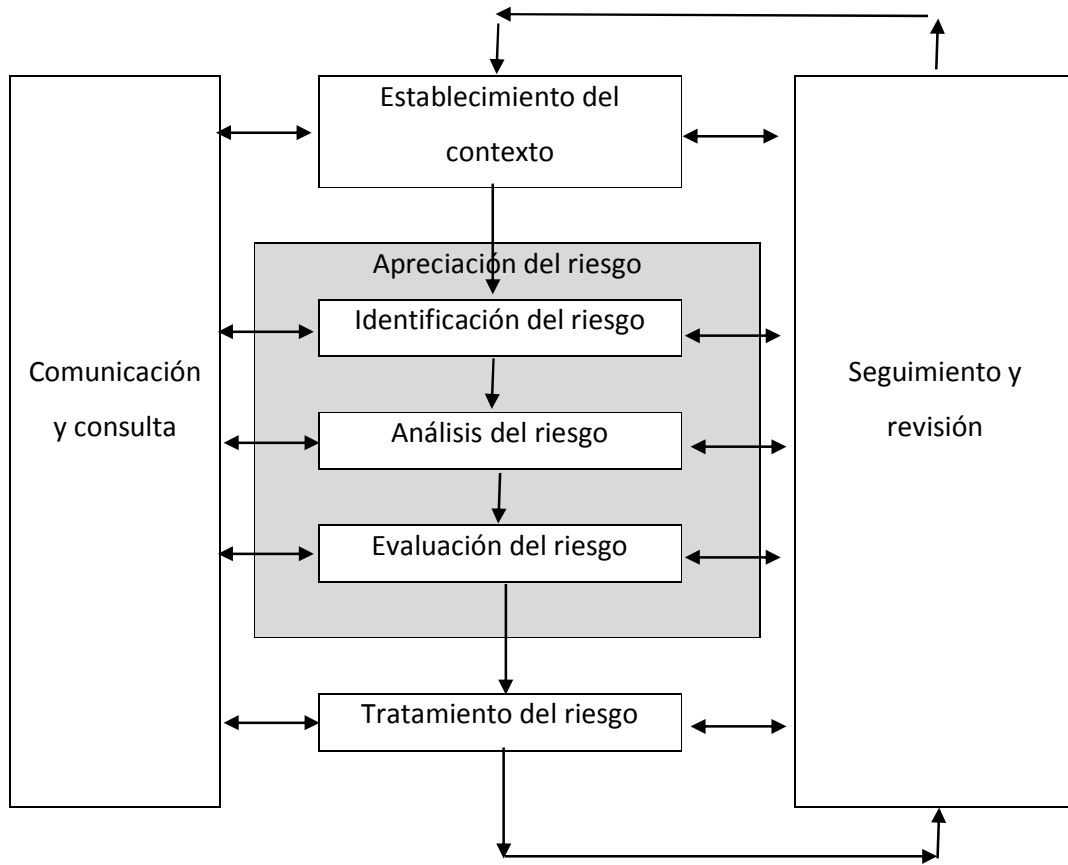 Establecimiento del
contexto
Apreciación del riesgo
Identificación del riesgo
Comunicación
y consulta
Seguimiento y
revisión
Análisis del riesgo
Evaluación del riesgo
Tratamiento del riesgo